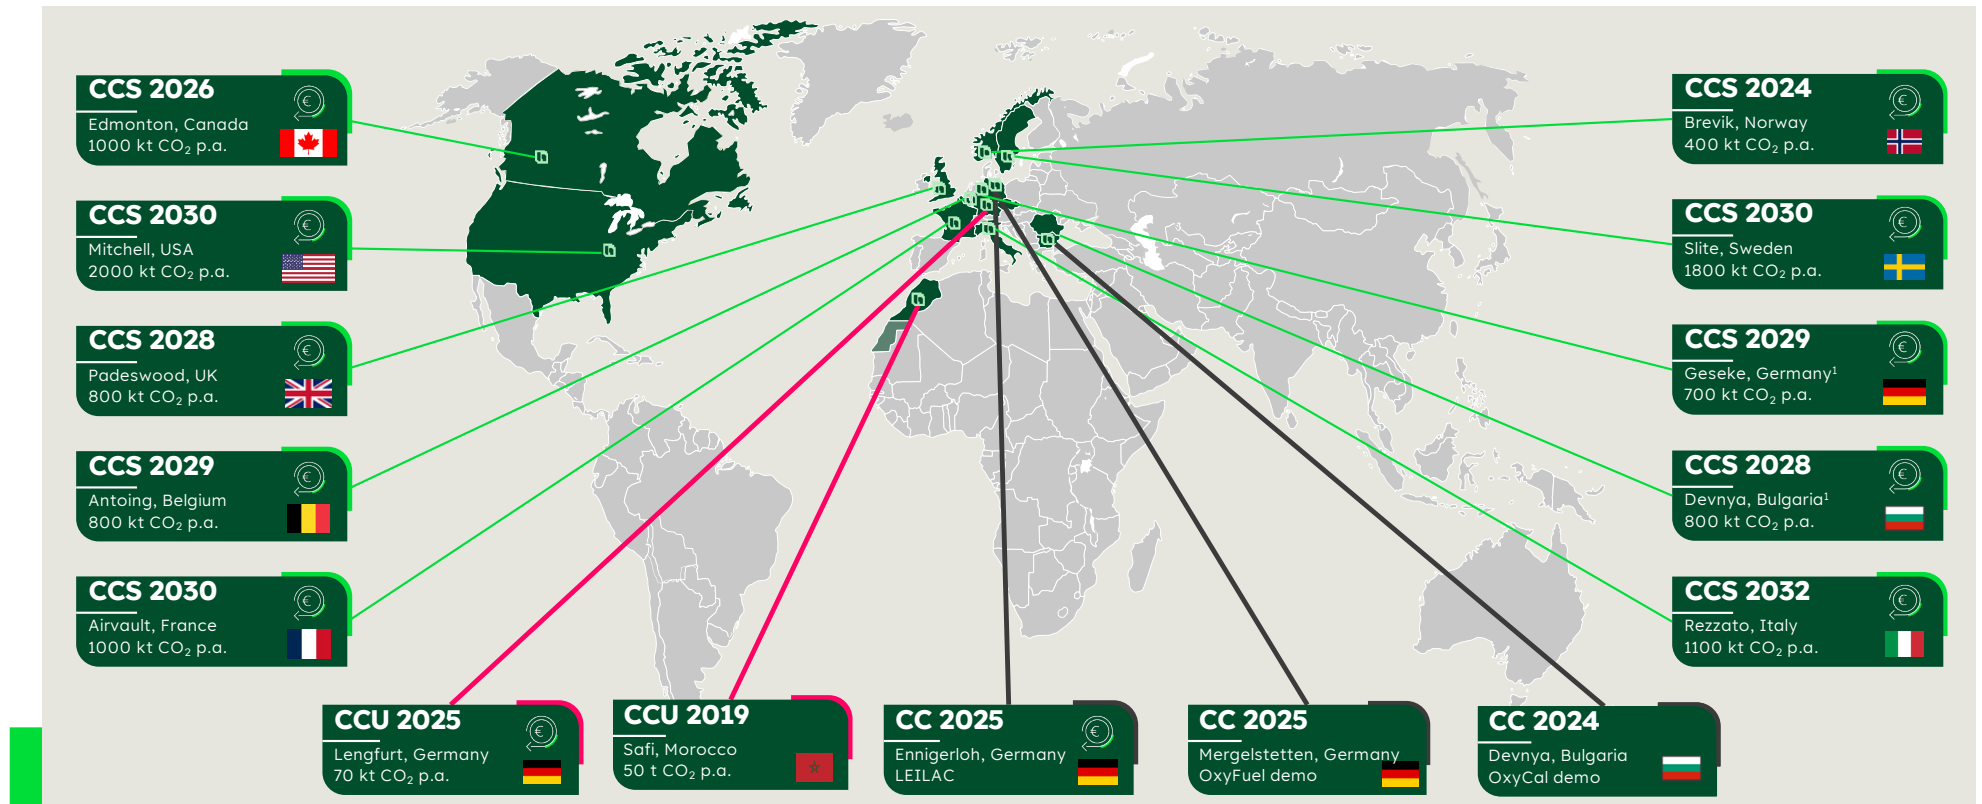 CCS 2026
Edmonton, Canada
1000 kt CO₂ p.a.
€
CCS 2030
Mitchell, USA
2000 kt CO₂ p.a.
€
CCS 2028
Padeswood, UK
800 kt CO₂ p.a.
€
CCS 2029
Antoing, Belgium
800 kt CO₂ p.a.
€
CCS 2030
Airvault, France
1000 kt CO₂ p.a.
€
CCS 2024
Brevik, Norway
400 kt CO₂ p.a.
€
CCS 2030
Slite, Sweden
1800 kt CO₂ p.a.
€
CCS 2029
Geseke, Germany¹
700 kt CO₂ p.a.
€
CCS 2028
Devnya, Bulgaria¹
800 kt CO₂ p.a.
€
CCS 2032
Rezzato, Italy
1100 kt CO₂ p.a.
€
CCU 2025
Lengfurt, Germany
70 kt CO₂ p.a.
€
CCU 2019
Safi, Morocco
50 t CO₂ p.a.
CC 2025
Ennigerloh, Germany
LEILAC
€
CC 2025
Mergelstetten, Germany
OxyFuel demo
CC 2024
Devnya, Bulgaria
OxyCal demo